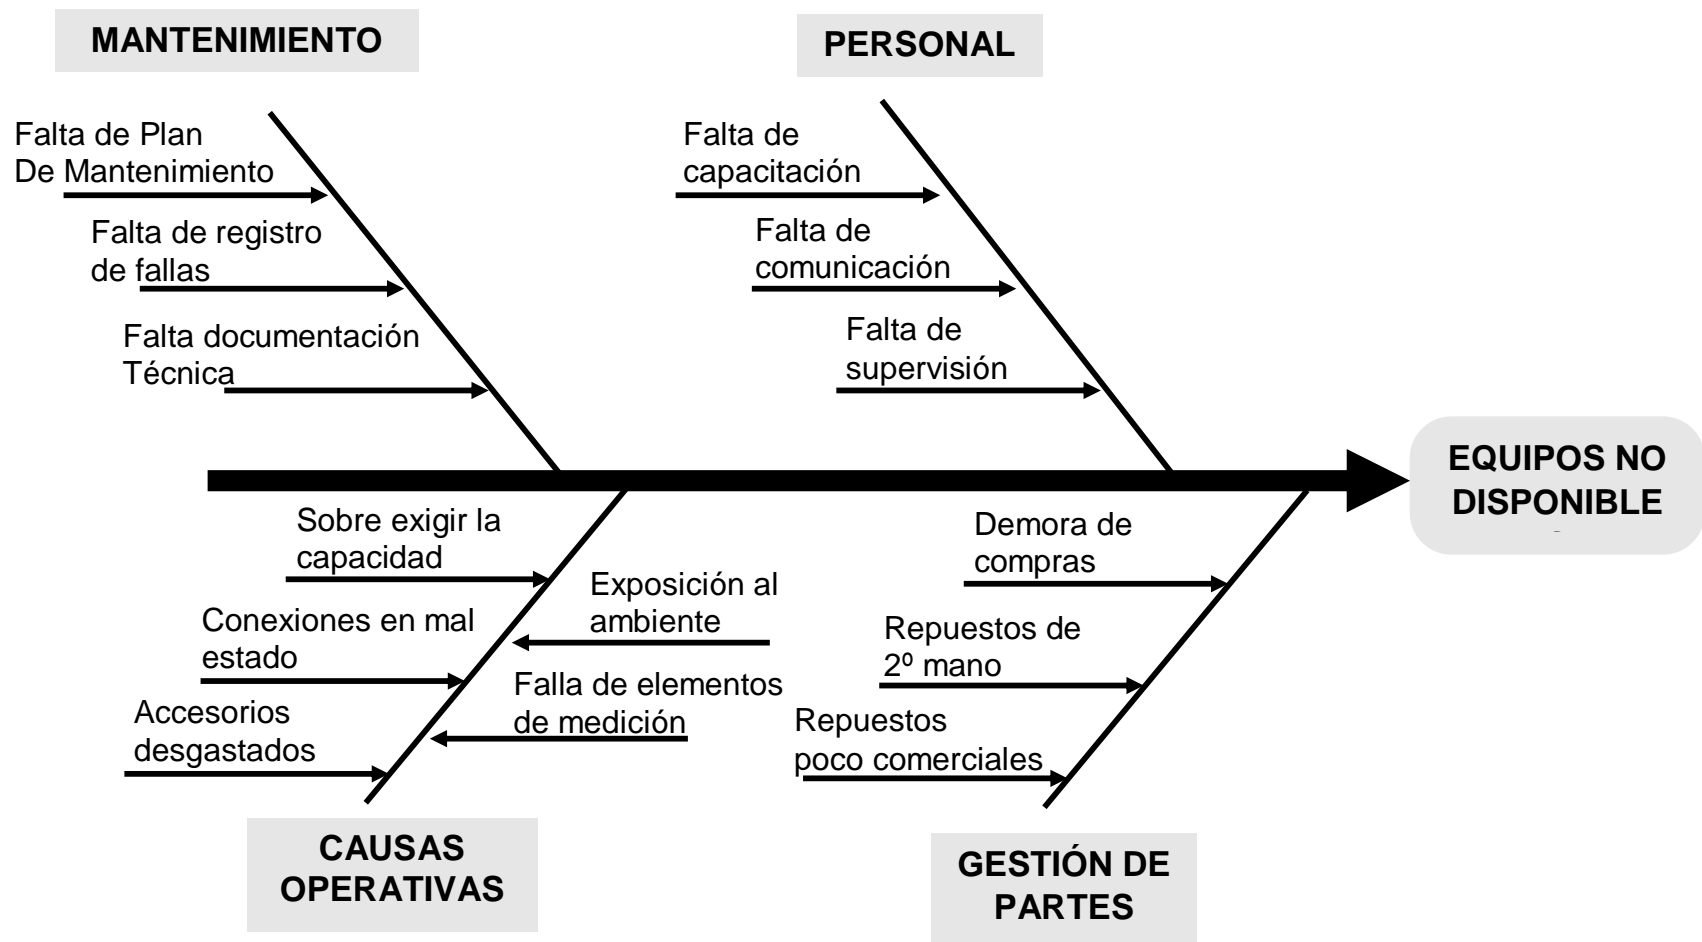 MANTENIMIENTO
PERSONAL
Falta de Plan
De Mantenimiento
Falta de registro
de fallas
Falta documentación
Técnica
Falta de
capacitación
Falta de
comunicación
Falta de
supervisión
EQUIPOS NO
DISPONIBLE
Sobre exigir la
capacidad
Exposición al
ambiente
Conexiones en mal
estado
Falla de elementos
de medición
Accesorios
desgastados
Demora de
compras
Repuestos de
2º mano
Repuestos
poco comerciales
CAUSAS
OPERATIVAS
GESTIÓN DE
PARTES